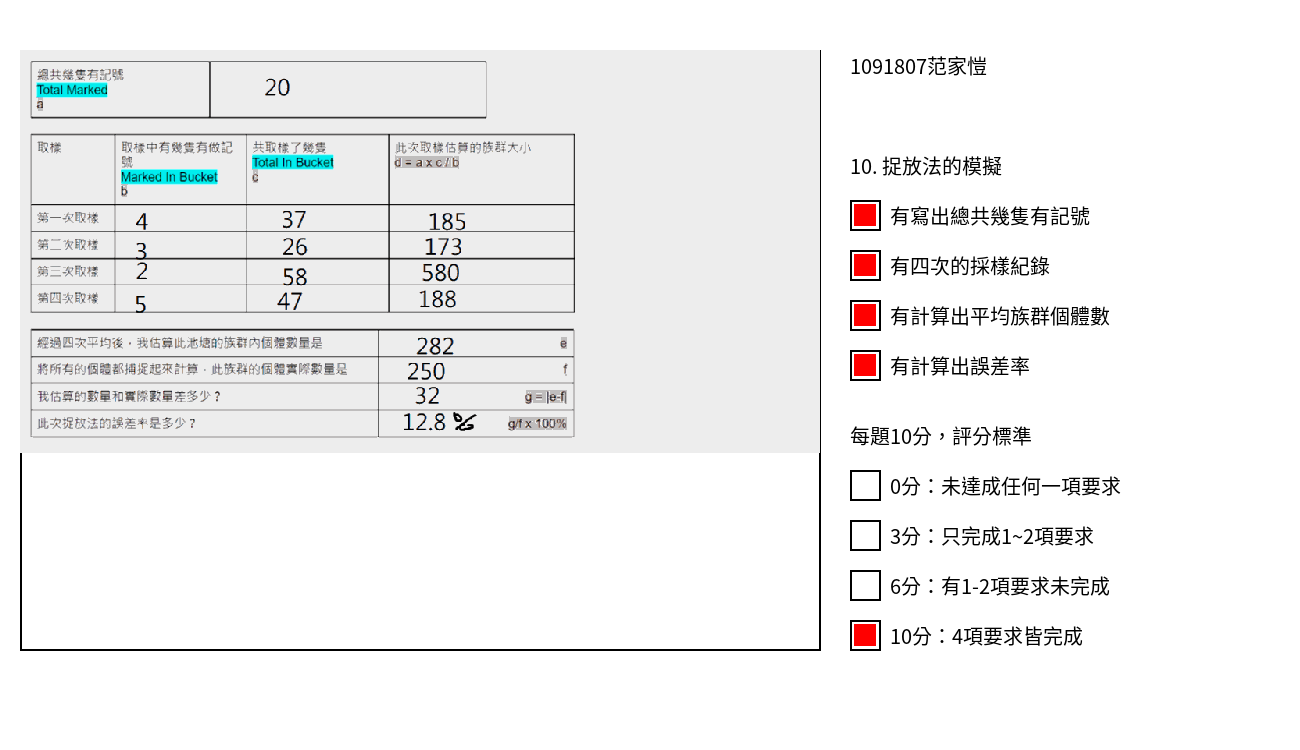 總共幾隻有記號
Total Marked
a
20
取樣
取樣中有幾隻有做記號
Marked In Bucket
b
共取樣了幾隻
Total In Bucket
c
此次取樣估算的族群大小
d = a x c / b
第一次取樣 4 37 185
第二次取樣 3 26 173
第三次取樣 2 58 580
第四次取樣 5 47 188
經過四次平均後，我估算此池塘的族群內個體數量是 282 e
將所有的個體都捕捉起來計算，此族群的個體實際數量是 250 f
我估算的數量和實際數量差多少？ 32 g = |e-f|
此次捉放法的誤差率是多少？ 12.8 % g/f x 100%
1091807范家愷
10. 捉放法的模擬
有寫出總共幾隻有記號
有四次的採樣紀錄
有計算出平均族群個體數
有計算出誤差率
每題10分，評分標準
0分：未達成任何一項要求
3分：只完成1~2項要求
6分：有1-2項要求未完成
10分：4項要求皆完成